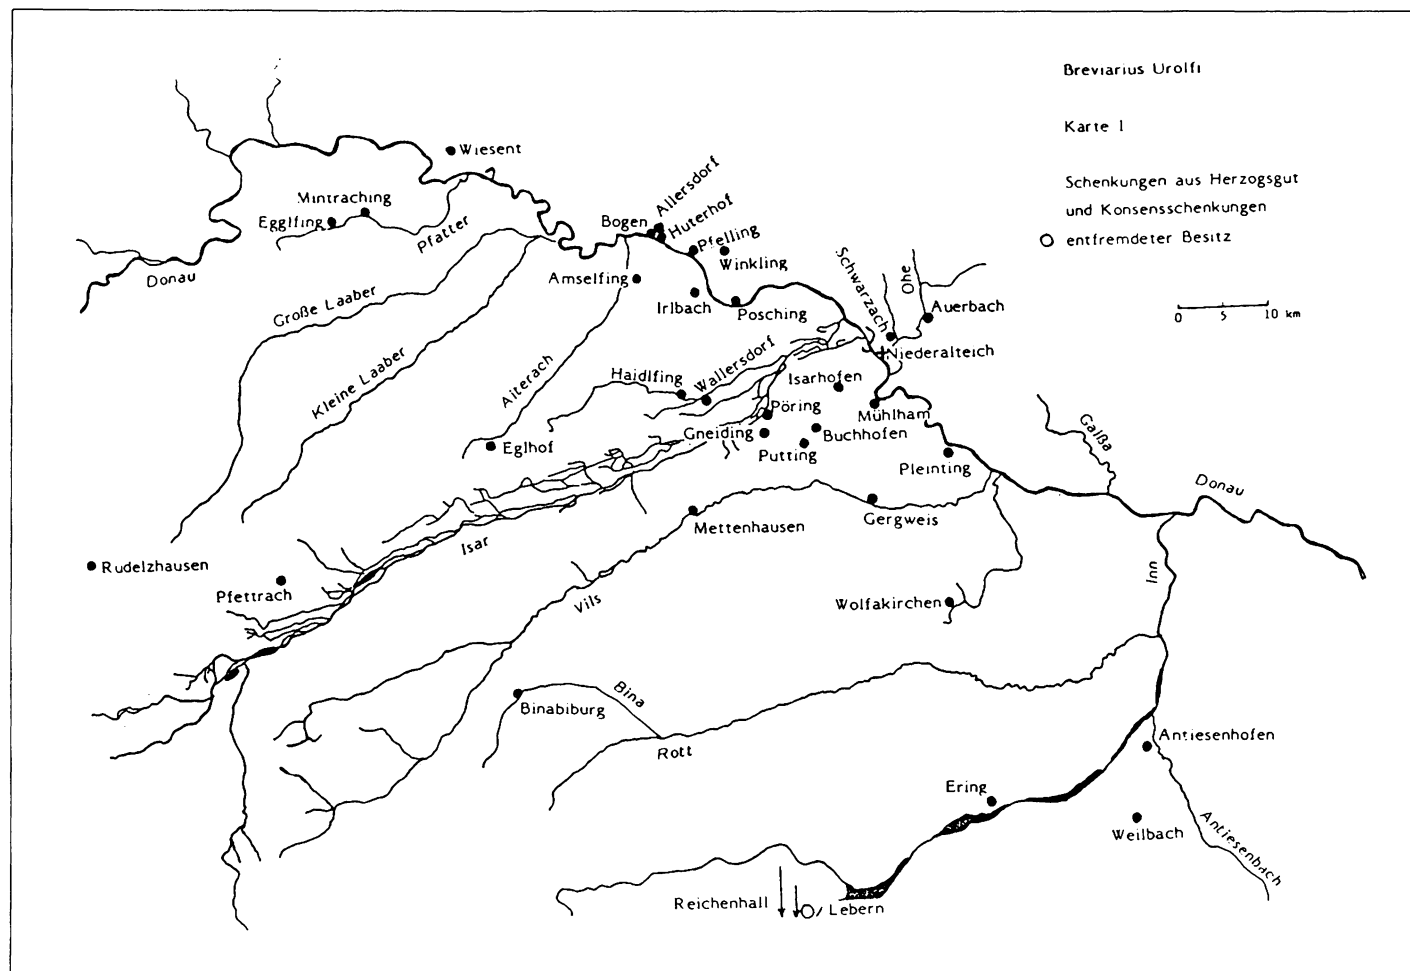 Breviarius Urolfi
Karte I
Schenkungen aus Herzogsgut
und Konsensschenkungen
O entfremdeter Besitz
0 5 10 km
Wiesent
Mintraching
Egglfing
Pfatter
Donau
Große Laaber
Kleine Laaber
Allersdorf
Bogen
Huterhof
Pfelling
Winkling
Amselfing
Irlbach
Posching
Schwarzach
Ohe
Auerbach
Niederalteich
Aiterach
Haidlfing
Wallersdorf
Isarhofen
Pöring
Mühlham
Gneiding
Buchhofen
Putting
Eglhof
Pleinting
Gaißa
Donau
Mettenhausen
Gergweis
Isar
Rudelzhausen
Pfettrach
Vils
Wolfakirchen
Inn
Binabiburg
Bina
Rott
Antiesenhofen
Ering
Weilbach
Antiesenbach
Reichenhall
O/ Lebern